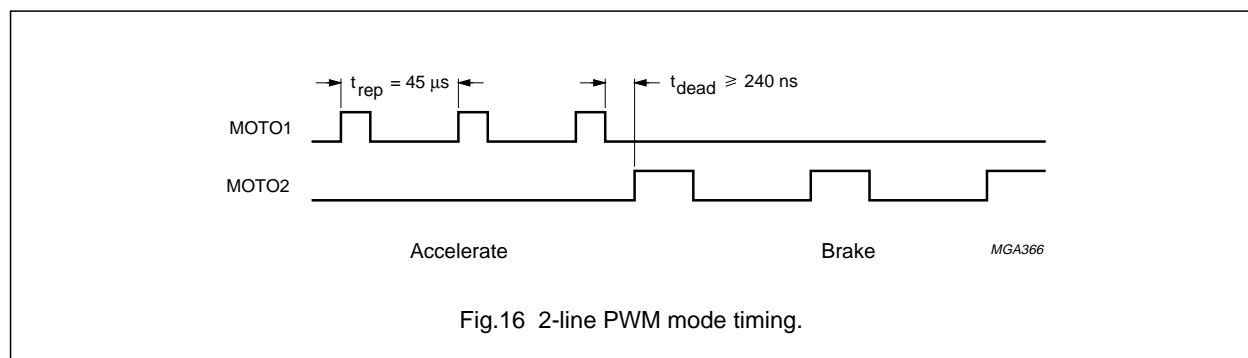 t_rep = 45 μs
t_dead ⩾ 240 ns
MOTO1
MOTO2
Accelerate
Brake
MGA366
Fig.16 2-line PWM mode timing.